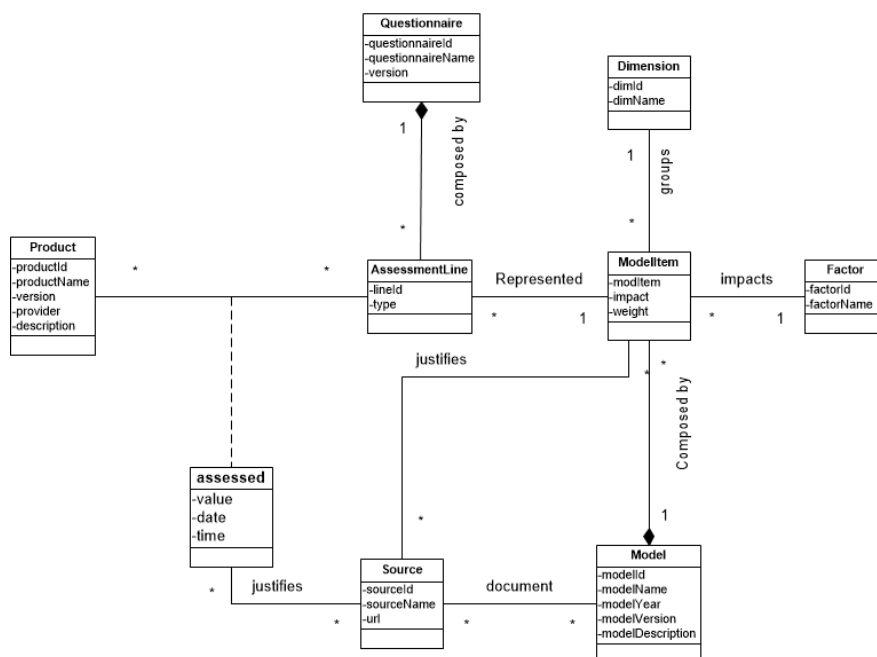 Questionnaire
-questionnaireId
-questionnaireName
-version
Dimension
-dimId
-dimName
1
composed by
*
1
groups
*
Product
-productId
-productName
-version
-provider
-description
*
*
AssessmentLine
-lineId
-type
Represented
*
1
ModelItem
-modItem
-impact
-weight
impacts
*
1
Factor
-factorId
-factorName
justifies
*
*
Composed by
1
*
assessed
-value
-date
-time
*
justifies
*
Source
-sourceId
-sourceName
-url
document
*
*
Model
-modelId
-modelName
-modelYear
-modelVersion
-modelDescription